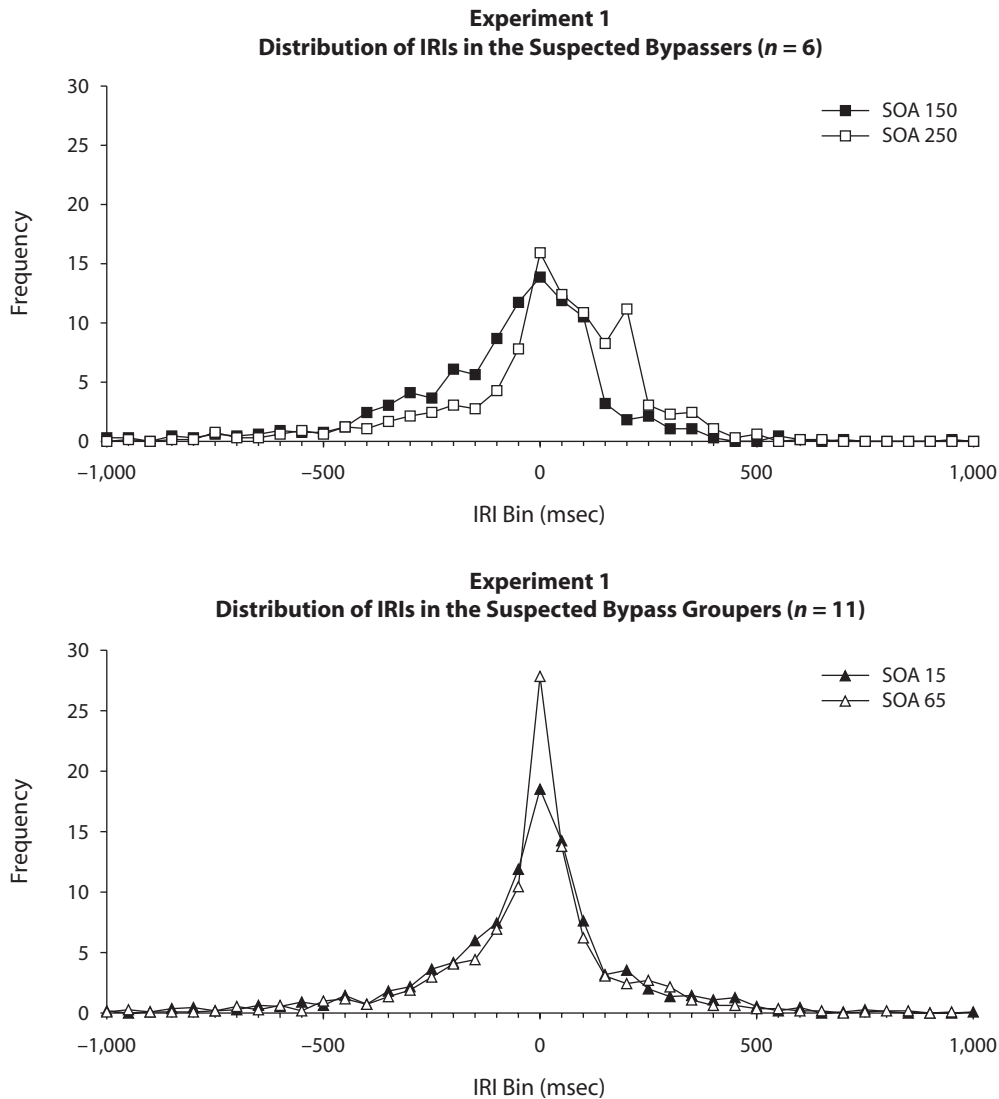 Experiment 1
Distribution of IRIs in the Suspected Bypassers (n = 6)
30
25
20
15
10
5
0
Frequency
SOA 150
SOA 250
–1,000
–500
0
500
1,000
IRI Bin (msec)
Experiment 1
Distribution of IRIs in the Suspected Bypass Groupers (n = 11)
30
25
20
15
10
5
0
Frequency
SOA 15
SOA 65
–1,000
–500
0
500
1,000
IRI Bin (msec)